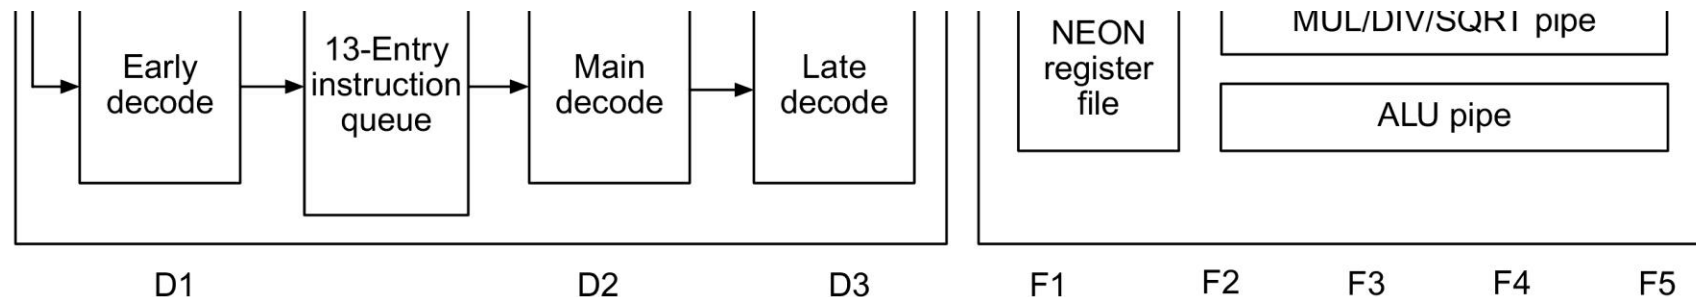 Early
decode
13-Entry
instruction
queue
Main
decode
Late
decode
NEON
register
file
MUL/DIV/SQRT pipe
ALU pipe
D1 D2 D3 F1 F2 F3 F4 F5